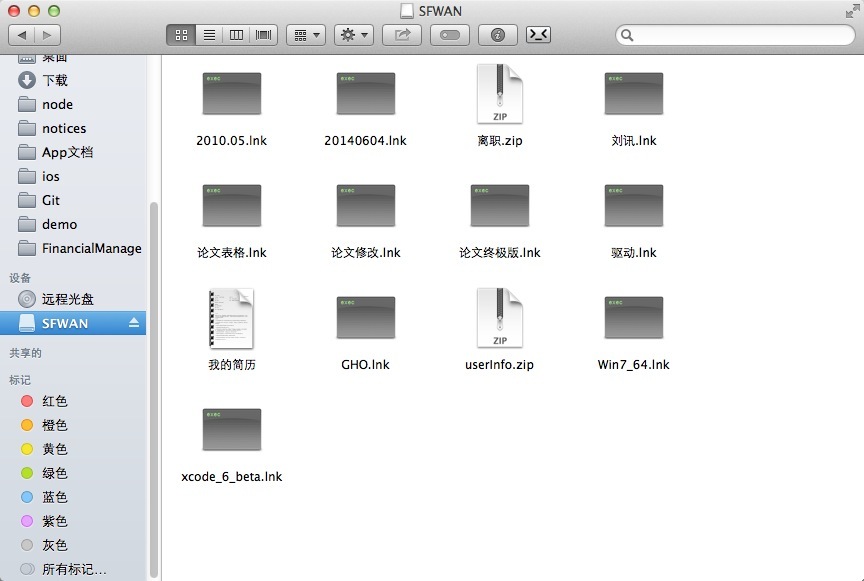 SFWAN
桌面
下载
node
notices
App文档
ios
Git
demo
FinancialManage
设备
远程光盘
SFWAN
共享的
标记
红色
橙色
黄色
绿色
蓝色
紫色
灰色
所有标记…
exec
2010.05.lnk
exec
20140604.lnk
ZIP
离职.zip
exec
刘讯.lnk
exec
论文表格.lnk
exec
论文修改.lnk
exec
论文终极版.lnk
exec
驱动.lnk
我的简历
exec
GHO.lnk
ZIP
userInfo.zip
exec
Win7_64.lnk
exec
xcode_6_beta.lnk